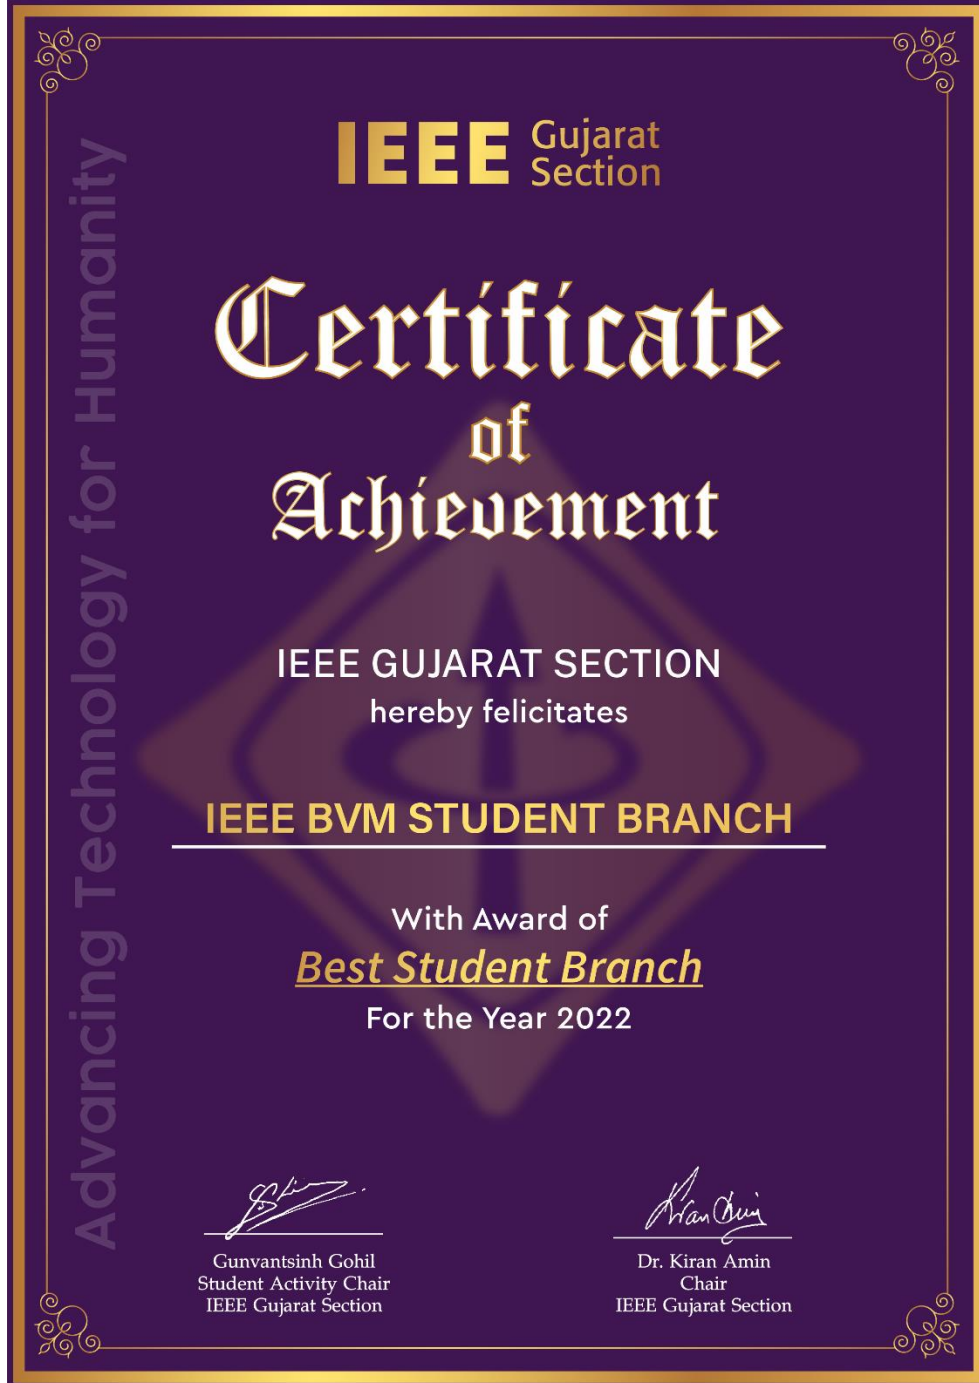 IEEE Gujarat
Section
Certificate
of
Achievement
IEEE GUJARAT SECTION
hereby felicitates
IEEE BVM STUDENT BRANCH
With Award of
Best Student Branch
For the Year 2022
Advancing Technology for Humanity
Gunvantsinh Gohil
Student Activity Chair
IEEE Gujarat Section
Kiran Amin
Dr. Kiran Amin
Chair
IEEE Gujarat Section